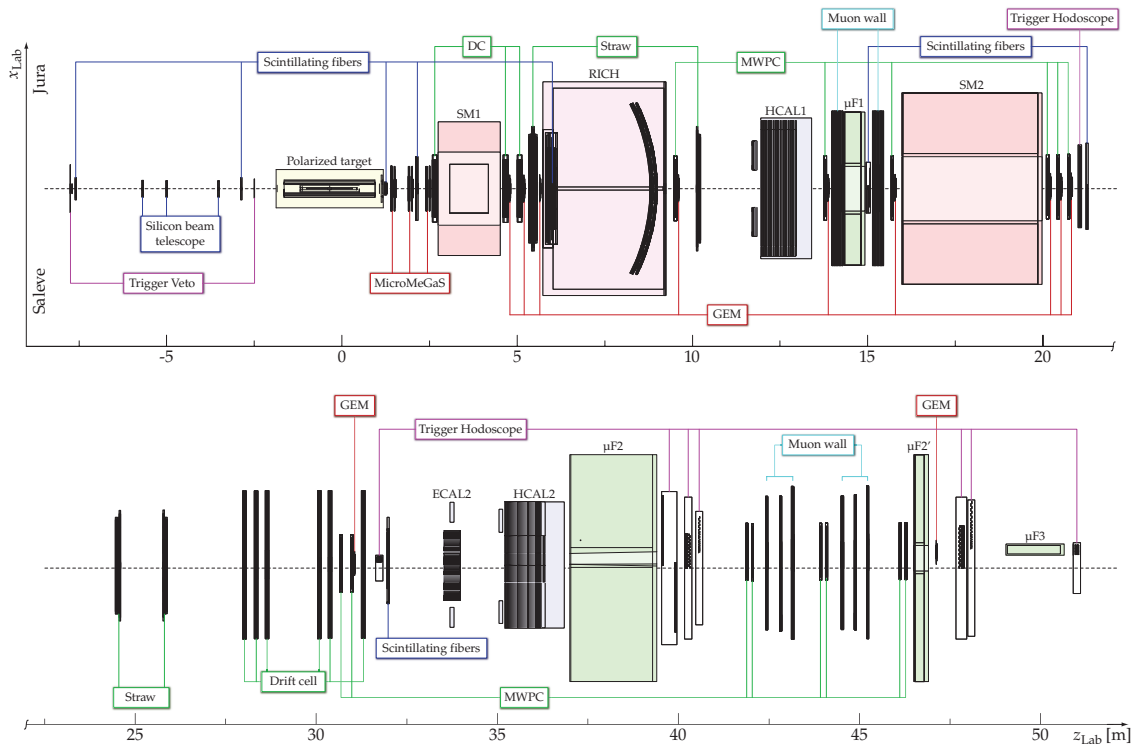 Muon wall
Trigger Hodoscope
DC
Straw
Scintillating fibers
Scintillating fibers
MWPC
RICH
SM2
HCAL1
µF1
SM1
Polarized target
x_Lab
Jura
Saleve
Silicon beam
telescope
Trigger Veto
MicroMeGaS
GEM
-5
0
5
10
15
20
GEM
GEM
Trigger Hodoscope
µF2
Muon wall
µF2'
ECAL2
HCAL2
µF3
Scintillating fibers
Drift cell
Straw
MWPC
25
30
35
40
45
50
z_Lab [m]